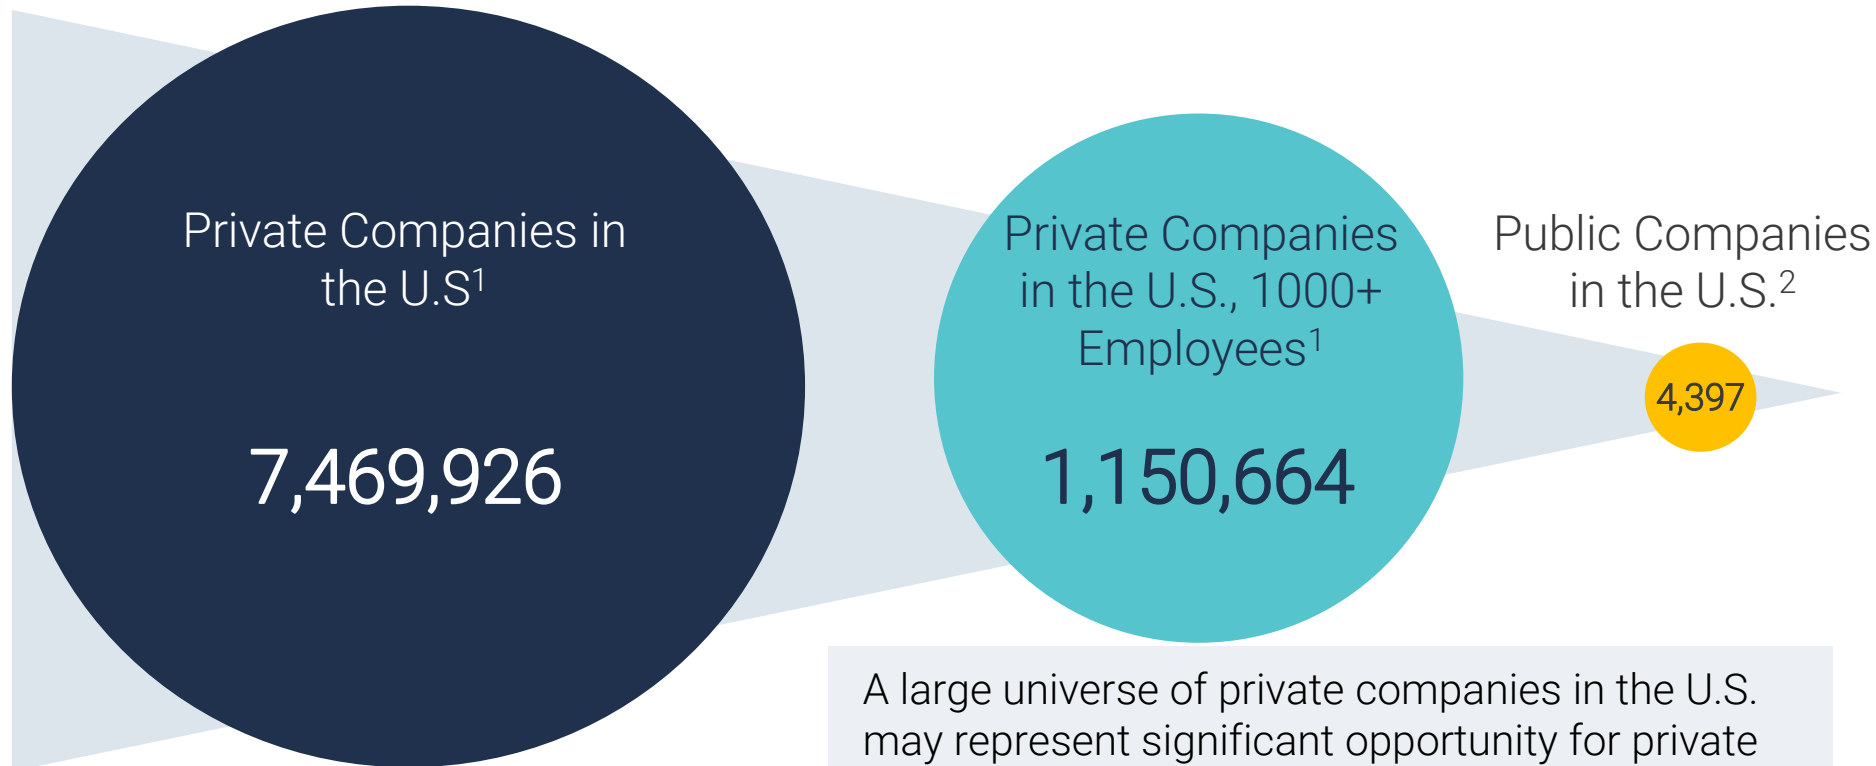 Private Companies in
the U.S¹
7,469,926
Private Companies
in the U.S., 1000+
Employees¹
1,150,664
Public Companies
in the U.S.²
4,397
A large universe of private companies in the U.S.
may represent significant opportunity for private